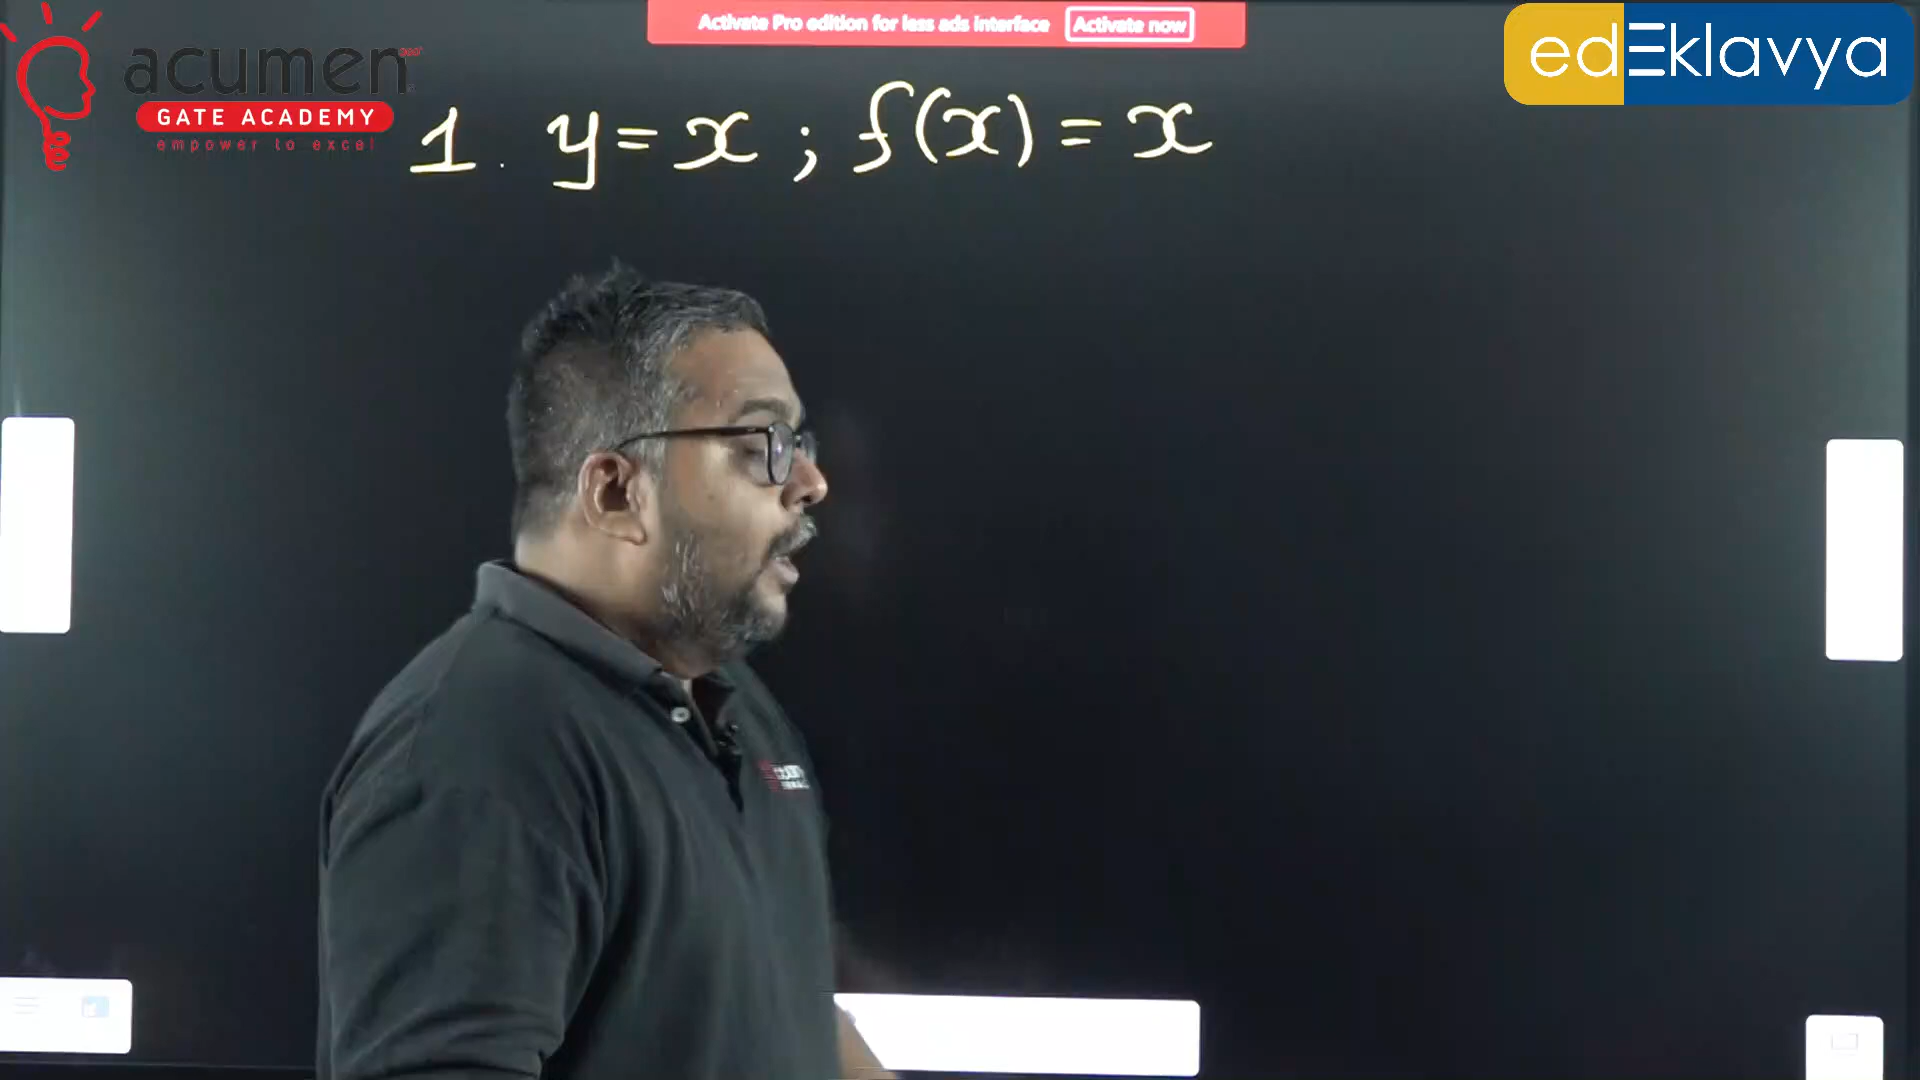 Activate Pro edition for less ads interface Activate now
edEklavya
acumen
GATE ACADEMY
empower to excel
1. y = x ; f(x) = x